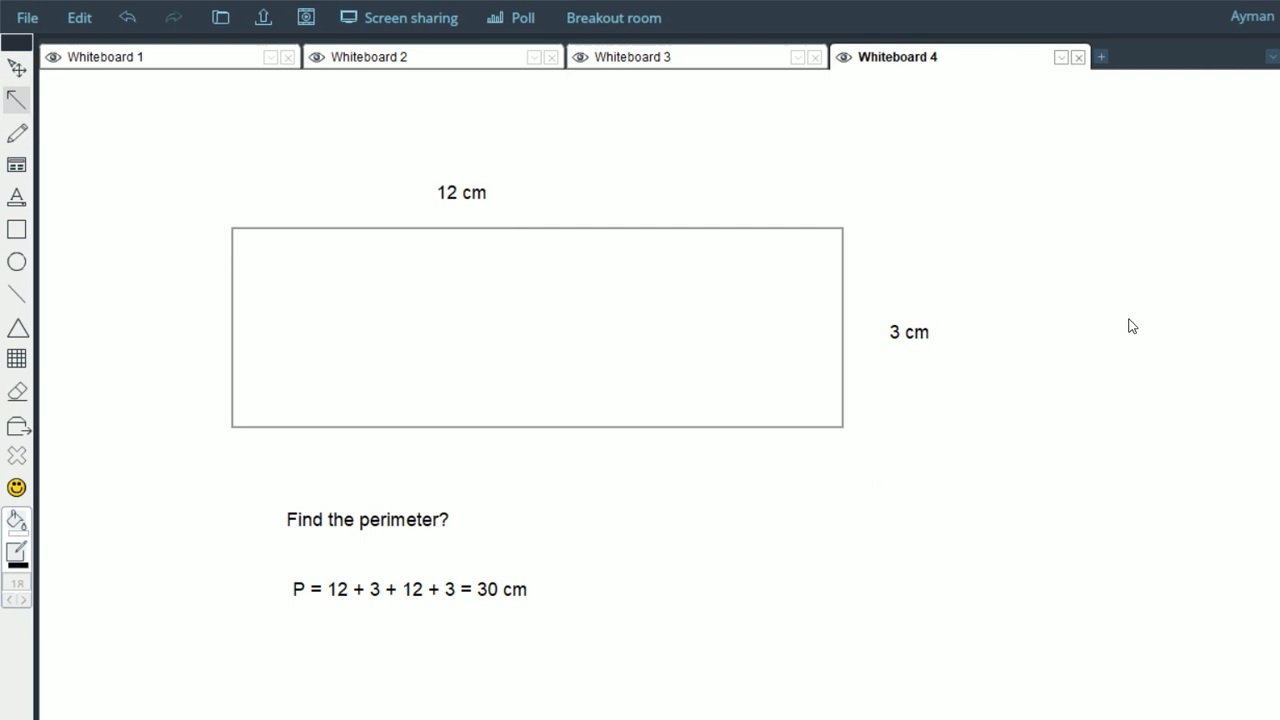 File Edit Screen sharing Poll Breakout room Ayman
Whiteboard 1 Whiteboard 2 Whiteboard 3 Whiteboard 4
12 cm
3 cm
Find the perimeter?
P = 12 + 3 + 12 + 3 = 30 cm
18